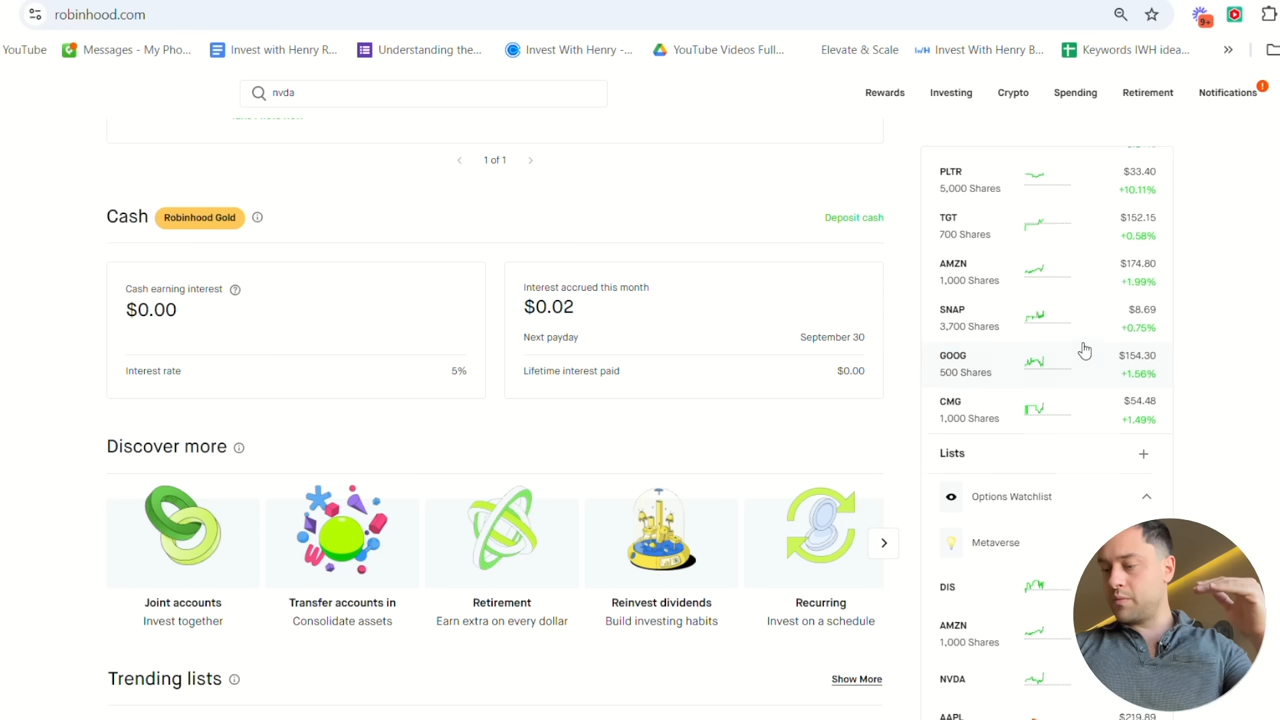 robinhood.com
9+
YouTube
Messages - My Pho...
Invest with Henry R...
Understanding the...
Invest With Henry -...
YouTube Videos Full...
Elevate & Scale
IWH
Invest With Henry B...
Keywords IWH idea...
»
nvda
Rewards
Investing
Crypto
Spending
Retirement
Notifications
!
1 of 1
Cash
Robinhood Gold
Deposit cash
Cash earning interest
$0.00
Interest rate
5%
Interest accrued this month
$0.02
Next payday
September 30
Lifetime interest paid
$0.00
Discover more
Joint accounts
Invest together
Transfer accounts in
Consolidate assets
Retirement
Earn extra on every dollar
Reinvest dividends
Build investing habits
Recurring
Invest on a schedule
Trending lists
Show More
PLTR
$33.40
5,000 Shares
+10.11%
TGT
$152.15
700 Shares
+0.58%
AMZN
$174.80
1,000 Shares
+1.99%
SNAP
$8.69
3,700 Shares
+0.75%
GOOG
$154.30
500 Shares
+1.56%
CMG
$54.48
1,000 Shares
+1.49%
Lists
+
Options Watchlist
Metaverse
DIS
AMZN
1,000 Shares
NVDA
AAPL
$219.89